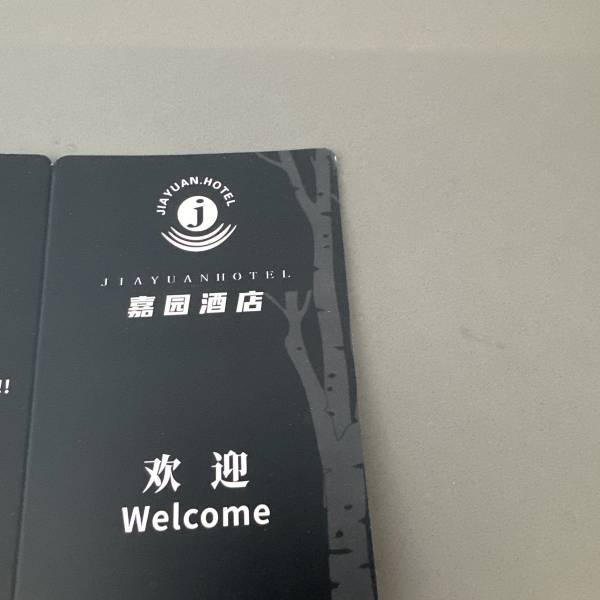 JIAYUAN.HOTEL
j
JIAYUANHOTEL
嘉园酒店
!!
欢迎
Welcome